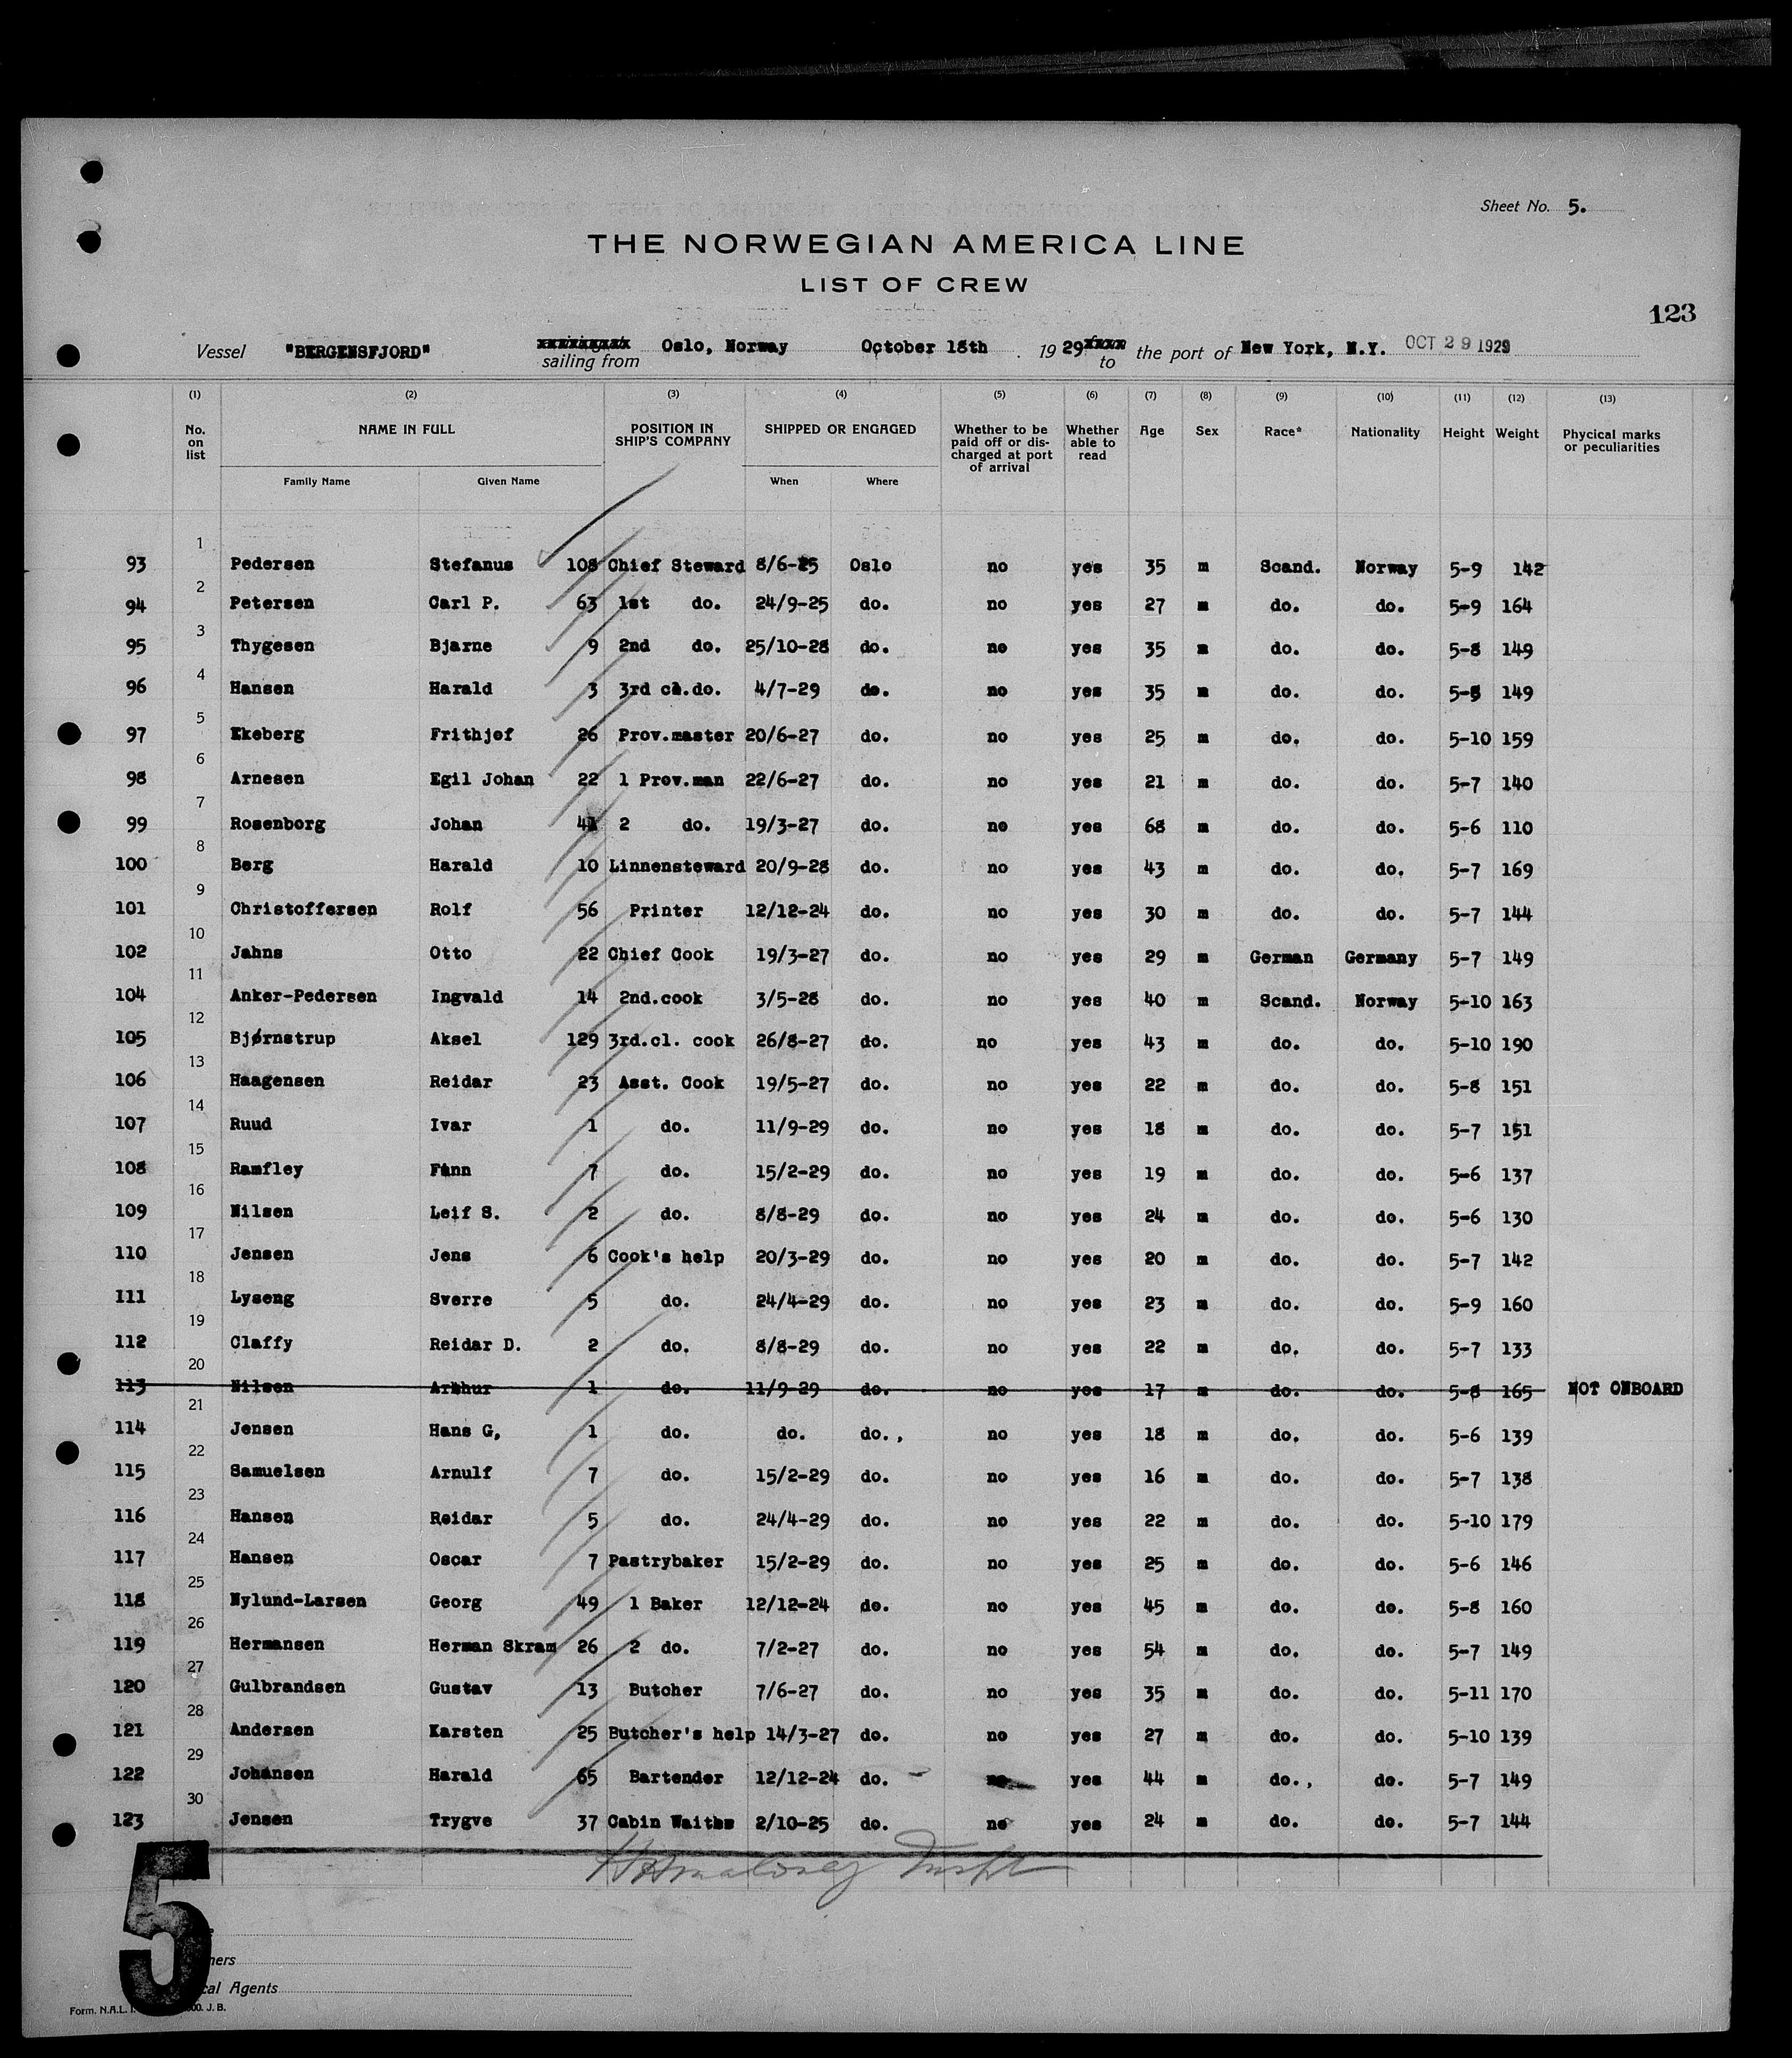 Sheet No. 5.
THE NORWEGIAN AMERICA LINE
LIST OF CREW
123
Vessel "BERGENSFJORD" sailing from Oslo, Norway October 18th . 1929 to the port of New York, N.Y. OCT 29 1929
(1) (2) (3) (4) (5) (6) (7) (8) (9) (10) (11) (12) (13)
No. on list NAME IN FULL POSITION IN SHIP'S COMPANY SHIPPED OR ENGAGED Whether to be paid off or discharged at port of arrival Whether able to read Age Sex Race* Nationality Height Weight Phycical marks or peculiarities
Family Name Given Name When Where
93 1 Pedersen Stefanus 108 Chief Steward 8/6-25 Oslo no yes 35 m Scand. Norway 5-9 142
94 2 Petersen Carl P. 63 1st do. 24/9-25 do. no yes 27 m do. do. 5-9 164
95 3 Thygesen Bjarne 9 2nd do. 25/10-28 do. no yes 35 m do. do. 5-8 149
96 4 Hansen Harald 3 3rd cl.do. 4/7-29 do. no yes 35 m do. do. 5-8 149
97 5 Ekeberg Frithjof 26 Prov.master 20/6-27 do. no yes 25 m do. do. 5-10 159
98 6 Arnesen Egil Johan 22 1 Prov.man 22/6-27 do. no yes 21 m do. do. 5-7 140
99 7 Rosenborg Johan 2 do. 19/3-27 do. no yes 68 m do. do. 5-6 110
100 8 Berg Harald 10 Linnensteward 20/9-28 do. no yes 43 m do. do. 5-7 169
101 9 Christoffersen Rolf 56 Printer 12/12-24 do. no yes 30 m do. do. 5-7 144
102 10 Jahns Otto 22 Chief Cook 19/3-27 do. no yes 29 m German Germany 5-7 149
104 11 Anker-Pedersen Ingvald 14 2nd.cook 3/5-28 do. no yes 40 m Scand. Norway 5-10 163
105 12 Bjørnstrup Aksel 129 3rd.cl. cook 26/8-27 do. no yes 43 m do. do. 5-10 190
106 13 Haagensen Reidar 23 Asst. Cook 19/5-27 do. no yes 22 m do. do. 5-8 151
107 14 Ruud Ivar 1 do. 11/9-29 do. no yes 18 m do. do. 5-7 151
108 15 Ramfley Finn 7 do. 15/2-29 do. no yes 19 m do. do. 5-6 137
109 16 Nilsen Leif S. 2 do. 8/8-29 do. no yes 24 m do. do. 5-6 130
110 17 Jensen Jens 6 Cook's help 20/3-29 do. no yes 20 m do. do. 5-7 142
111 18 Lyseng Sverre 5 do. 24/4-29 do. no yes 23 m do. do. 5-9 160
112 19 Claffy Reidar D. 2 do. 8/8-29 do. no yes 22 m do. do. 5-7 133
113 20 Nilsen Arthur 1 do. 11/9-29 do. no yes 17 m do. do. 5-8 165 NOT ONBOARD
114 21 Jensen Hans G, 1 do. do. do., no yes 18 m do. do. 5-6 139
115 22 Samuelsen Arnulf 7 do. 15/2-29 do. no yes 16 m do. do. 5-7 138
116 23 Hansen Reidar 5 do. 24/4-29 do. no yes 22 m do. do. 5-10 179
117 24 Hansen Oscar 7 Pastrybaker 15/2-29 do. no yes 25 m do. do. 5-6 146
118 25 Nylund-Larsen Georg 49 1 Baker 12/12-24 do. no yes 45 m do. do. 5-8 160
119 26 Hermansen Herman Skram 26 2 do. 7/2-27 do. no yes 54 m do. do. 5-7 149
120 27 Gulbrandsen Gustav 13 Butcher 7/6-27 do. no yes 35 m do. do. 5-11 170
121 28 Andersen Karsten 25 Butcher's help 14/3-27 do. no yes 27 m do. do. 5-10 139
122 29 Johansen Harald 65 Bartender 12/12-24 do. no yes 44 m do., do. 5-7 149
123 30 Jensen Trygve 37 Cabin 2/10-25 do. no yes 24 m do. do. 5-7 144
5
Agents
Form. N.A.L. J. B.